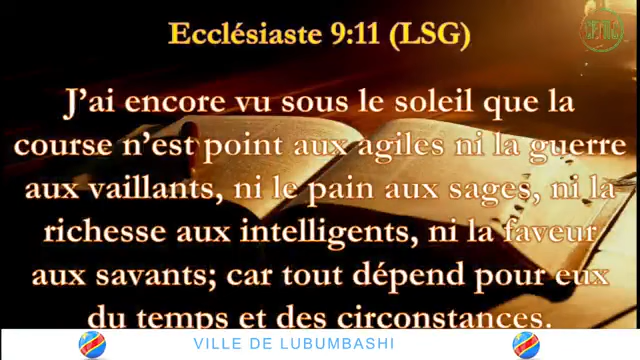 Ecclésiaste 9:11 (LSG)
J’ai encore vu sous le soleil que la
course n’est point aux agiles ni la guerre
aux vaillants, ni le pain aux sages, ni la
richesse aux intelligents, ni la faveur
aux savants; car tout dépend pour eux
du temps et des circonstances.
VILLE DE LUBUMBASHI